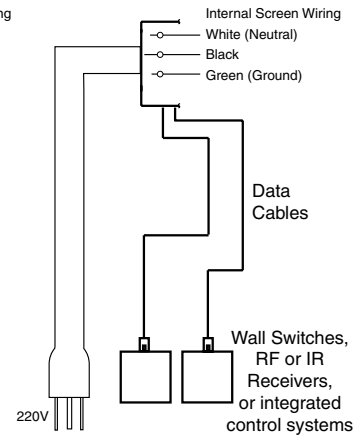 ng
Internal Screen Wiring
White (Neutral)
Black
Green (Ground)
Data
Cables
Wall Switches,
RF or IR
Receivers,
or integrated
control systems
220V